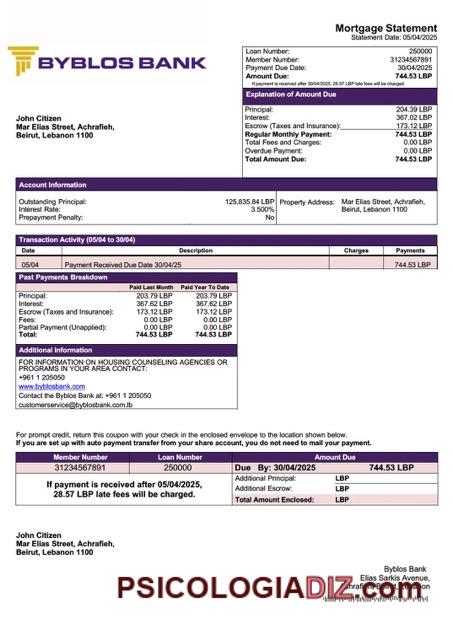 Mortgage Statement
Statement Date: 05/04/2025
BYBLOS BANK
Loan Number: 250000
Member Number: 31234567891
Payment Due Date: 30/04/2025
Amount Due: 744.53 LBP
If payment is received after 30/04/2025, 28.57 LBP late fees will be charged.
Explanation of Amount Due
Principal: 204.39 LBP
Interest: 367.02 LBP
Escrow (Taxes and Insurance): 173.12 LBP
Regular Monthly Payment: 744.53 LBP
Total Fees and Charges: 0.00 LBP
Overdue Payment: 0.00 LBP
Total Amount Due: 744.53 LBP
John Citizen
Mar Elias Street, Achrafieh,
Beirut, Lebanon 1100
Account Information
Outstanding Principal: 125,835.84 LBP
Interest Rate: 3.500%
Prepayment Penalty: No
Property Address: Mar Elias Street, Achrafieh,
Beirut, Lebanon 1100
Transaction Activity (05/04 to 30/04)
Date Description Charges Payments
05/04 Payment Received Due Date 30/04/25 744.53 LBP
Past Payments Breakdown
Paid Last Month Paid Year To Date
Principal: 203.79 LBP 203.79 LBP
Interest: 367.62 LBP 367.62 LBP
Escrow (Taxes and Insurance): 173.12 LBP 173.12 LBP
Fees: 0.00 LBP 0.00 LBP
Partial Payment (Unapplied): 0.00 LBP 0.00 LBP
Total: 744.53 LBP 744.53 LBP
Additional Information
FOR INFORMATION ON HOUSING COUNSELING AGENCIES OR
PROGRAMS IN YOUR AREA CONTACT:
+961 1 205050
www.byblosbank.com
Contact the Byblos Bank at: +961 1 205050
customerservice@byblosbank.com.lb
For prompt credit, return this coupon with your check in the enclosed envelope to the location shown below.
If you are set up with auto payment transfer from your share account, you do not need to mail your payment.
Member Number Loan Number Amount Due
31234567891 250000 Due By: 30/04/2025 744.53 LBP
If payment is received after 05/04/2025,
28.57 LBP late fees will be charged.
Additional Principal: LBP
Additional Escrow: LBP
Total Amount Enclosed: LBP
John Citizen
Mar Elias Street, Achrafieh,
Beirut, Lebanon 1100
Byblos Bank
Elias Sarkis Avenue,
PSICOLOGIADIZ.com